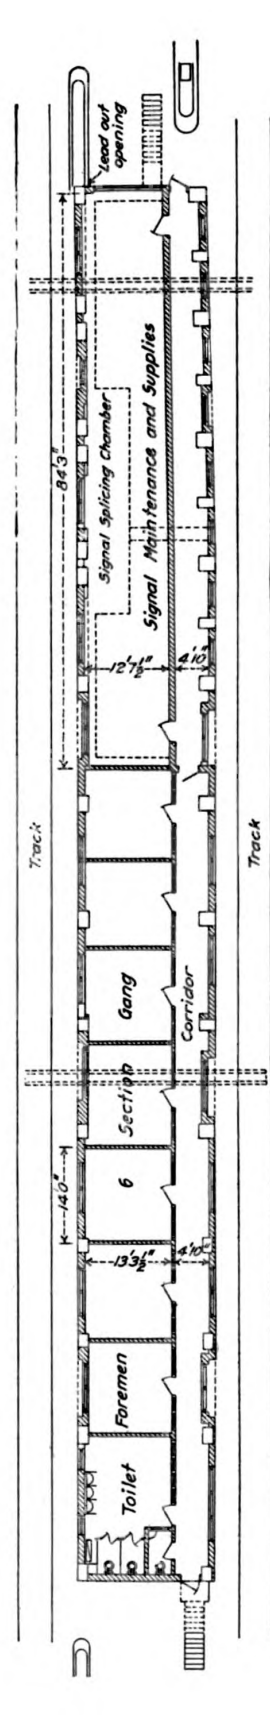 Lead out
opening
84'3"
Signal Splicing Chamber
Signal Maintenance and Supplies
12'7½"
4'10"
Track
Track
Corridor
Gang
Section
6
14'0"
13'3½"
4'10"
Foremen
Toilet